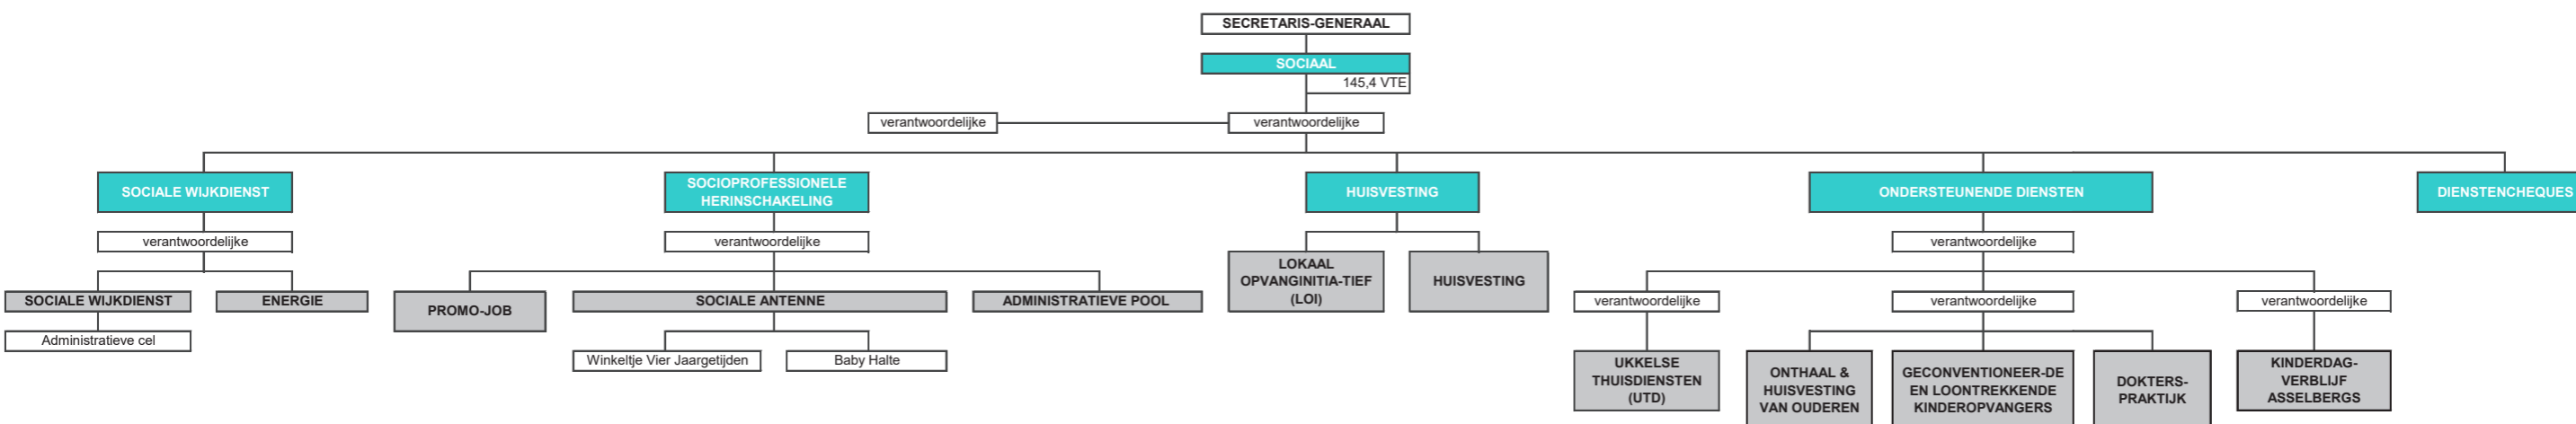 SECRETARIS-GENERAAL
SOCIAAL
145,4 VTE
verantwoordelijke
verantwoordelijke
SOCIALE WIJKDIENST
SOCIOPROFESSIONELE
HERINSCHAKELING
HUISVESTING
ONDERSTEUNENDE DIENSTEN
DIENSTENCHEQUES
verantwoordelijke
verantwoordelijke
verantwoordelijke
LOKAAL
OPVANGINITIA-TIEF
(LOI)
HUISVESTING
SOCIALE WIJKDIENST
ENERGIE
PROMO-JOB
SOCIALE ANTENNE
ADMINISTRATIEVE POOL
verantwoordelijke
verantwoordelijke
verantwoordelijke
Administratieve cel
Winkeltje Vier Jaargetijden
Baby Halte
UKKELSE
THUISDIENSTEN
(UTD)
ONTHAAL &
HUISVESTING
VAN OUDEREN
GECONVENTIONEER-DE
EN LOONTREKKENDE
KINDEROPVANGERS
DOKTERS-
PRAKTIJK
KINDERDAG-
VERBLIJF
ASSELBERGS